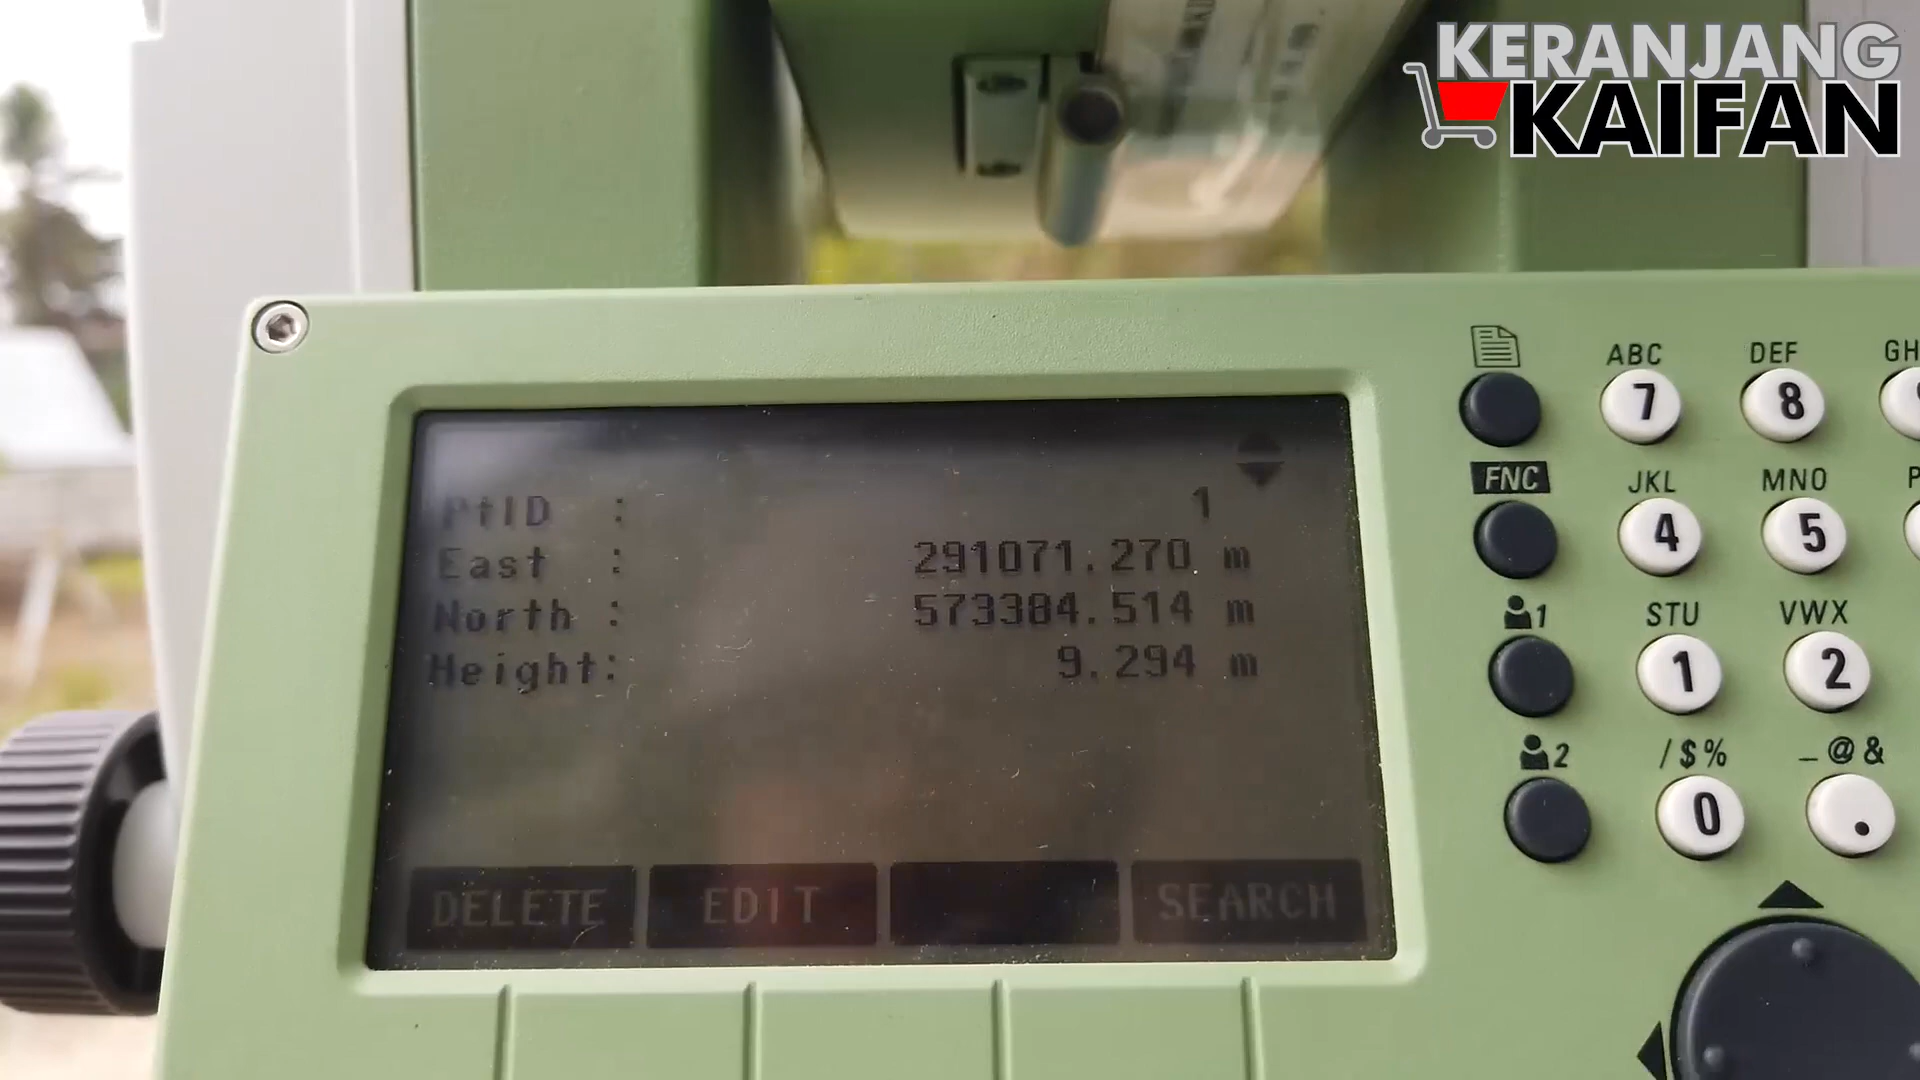 KERANJANG
KAIFAN
PtID : 1
East : 291071.270 m
North : 573384.514 m
Height: 9.294 m
DELETE EDIT SEARCH
ABC DEF GH
7 8
FNC JKL MNO P
4 5
1 STU VWX
1 2
2 /$% _@&
0 .